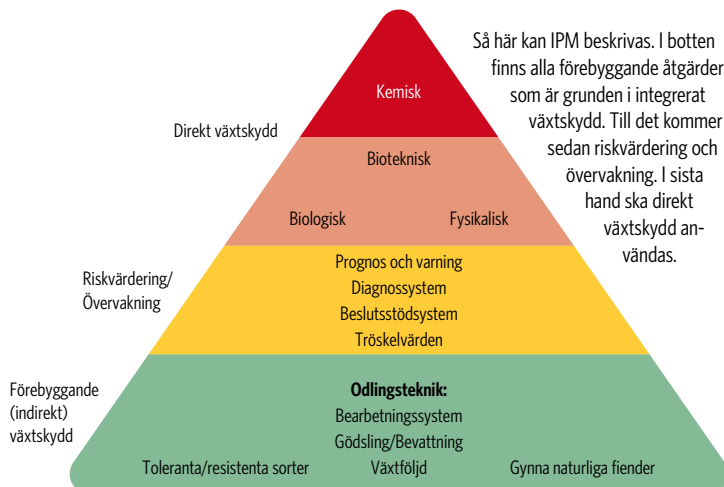 Så här kan IPM beskrivas. I botten
finns alla förebyggande åtgärder
som är grunden i integrerat
växtskydd. Till det kommer
sedan riskvärdering och
övervakning. I sista
hand ska direkt
växtskydd an-
vändas.
Kemisk
Direkt växtskydd
Bioteknisk
Biologisk
Fysikalisk
Riskvärdering/
Övervakning
Prognos och varning
Diagnossystem
Beslutsstödsystem
Tröskelvärden
Förebyggande
(indirekt)
växtskydd
Odlingsteknik:
Bearbetningssystem
Gödsling/Bevattning
Toleranta/resistenta sorter
Växtföljd
Gynna naturliga fiender